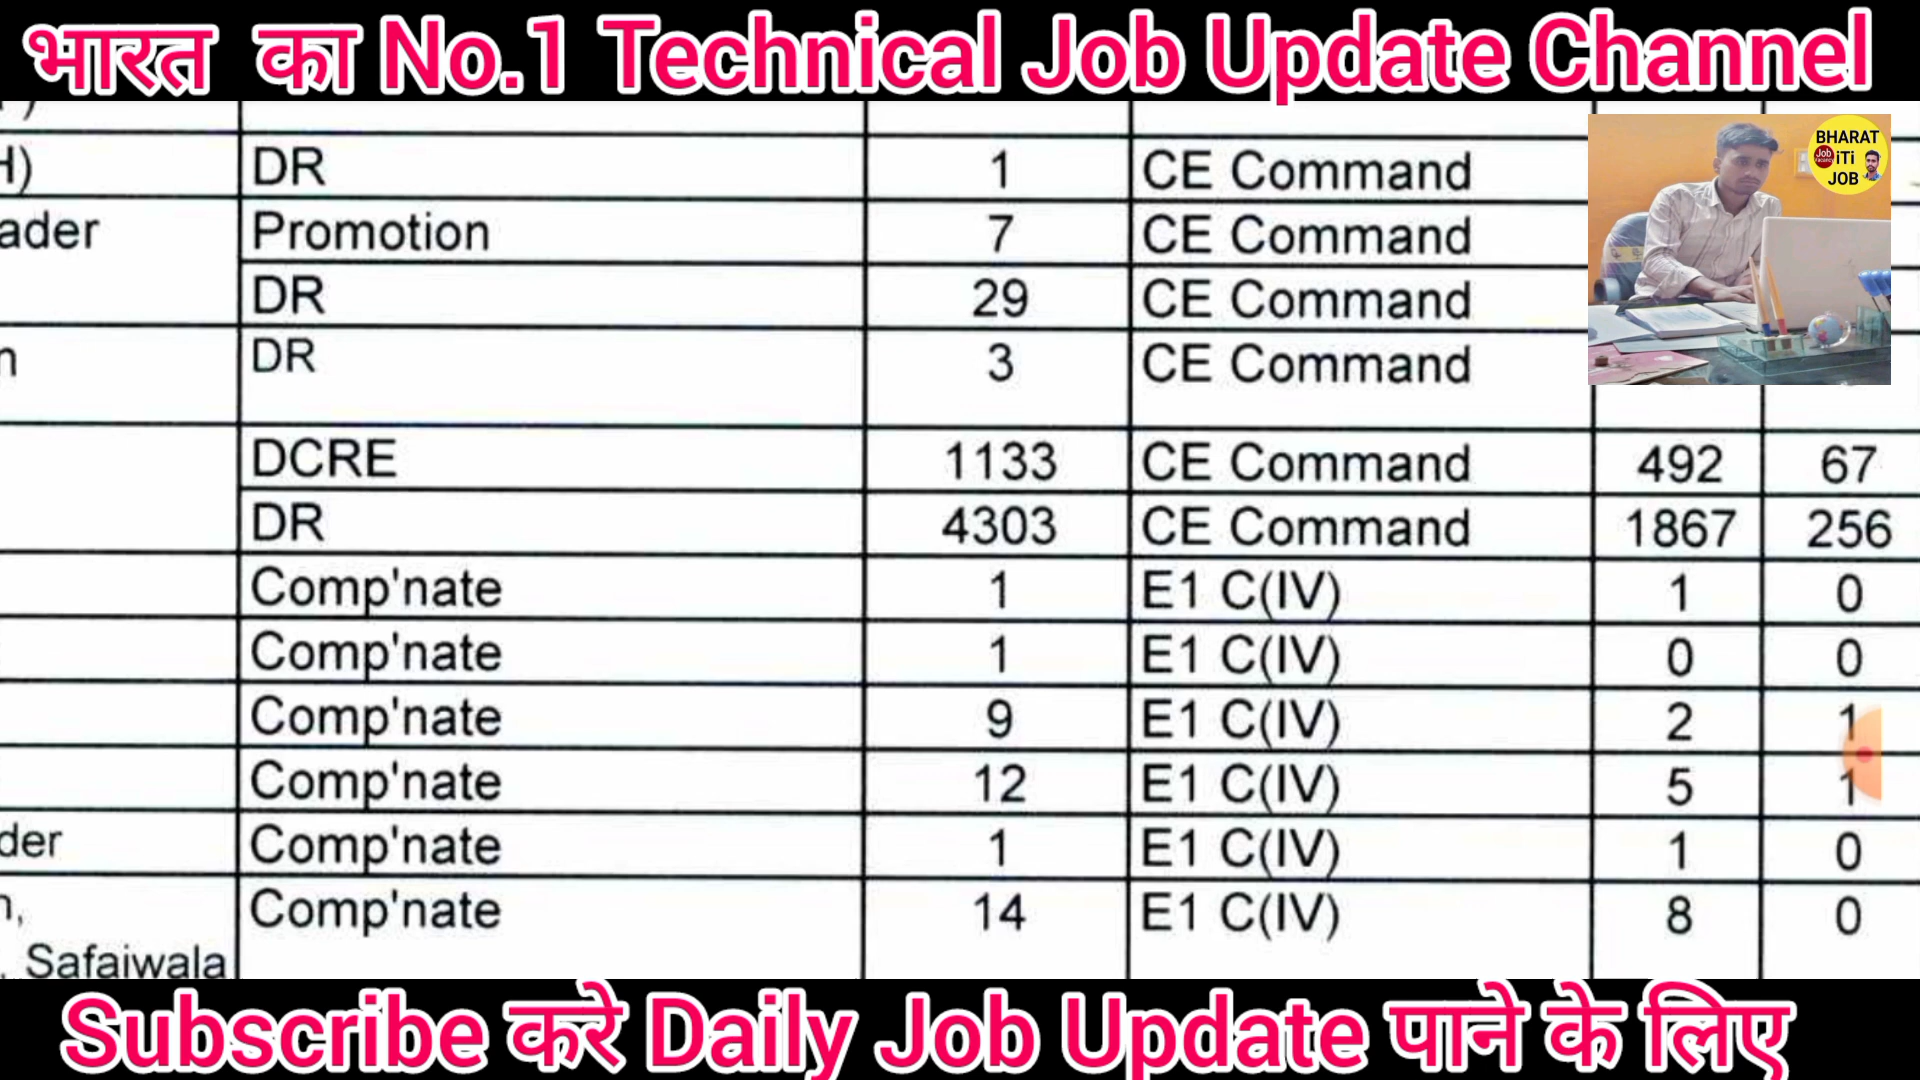 भारत का No.1 Technical Job Update Channel
BHARAT
Job iTi
JOB
H) DR 1 CE Command
ader Promotion 7 CE Command
DR 29 CE Command
n DR 3 CE Command
DCRE 1133 CE Command 492 67
DR 4303 CE Command 1867 256
Comp'nate 1 E1 C(IV) 1 0
Comp'nate 1 E1 C(IV) 0 0
Comp'nate 9 E1 C(IV) 2 1
Comp'nate 12 E1 C(IV) 5 1
der Comp'nate 1 E1 C(IV) 1 0
n, Comp'nate 14 E1 C(IV) 8 0
, Safaiwala
Subscribe करे Daily Job Update पाने के लिए